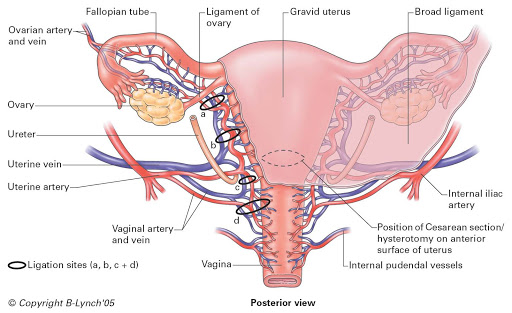 Fallopian tube
Ligament of
ovary
Gravid uterus
Broad ligament
Ovarian artery
and vein
Ovary
a
Ureter
b
Uterine vein
c
Uterine artery
Internal iliac
artery
d
Vaginal artery
and vein
Position of Cesarean section/
hysterotomy on anterior
surface of uterus
Ligation sites (a, b, c + d)
Vagina
Internal pudendal vessels
© Copyright B-Lynch'05
Posterior view